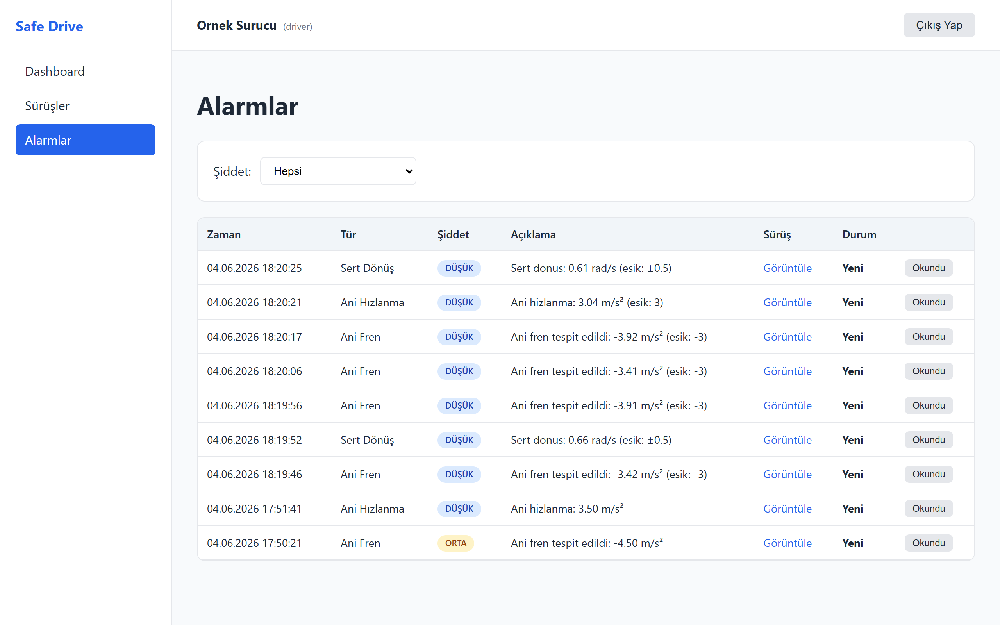 Safe Drive
Ornek Surucu (driver)
Çıkış Yap
Dashboard
Sürüşler
Alarmlar
Alarmlar
Şiddet: Hepsi
Zaman Tür Şiddet Açıklama Sürüş Durum
04.06.2026 18:20:25 Sert Dönüş DÜŞÜK Sert donus: 0.61 rad/s (esik: ±0.5) Görüntüle Yeni Okundu
04.06.2026 18:20:21 Ani Hızlanma DÜŞÜK Ani hizlanma: 3.04 m/s² (esik: 3) Görüntüle Yeni Okundu
04.06.2026 18:20:17 Ani Fren DÜŞÜK Ani fren tespit edildi: -3.92 m/s² (esik: -3) Görüntüle Yeni Okundu
04.06.2026 18:20:06 Ani Fren DÜŞÜK Ani fren tespit edildi: -3.41 m/s² (esik: -3) Görüntüle Yeni Okundu
04.06.2026 18:19:56 Ani Fren DÜŞÜK Ani fren tespit edildi: -3.91 m/s² (esik: -3) Görüntüle Yeni Okundu
04.06.2026 18:19:52 Sert Dönüş DÜŞÜK Sert donus: 0.66 rad/s (esik: ±0.5) Görüntüle Yeni Okundu
04.06.2026 18:19:46 Ani Fren DÜŞÜK Ani fren tespit edildi: -3.42 m/s² (esik: -3) Görüntüle Yeni Okundu
04.06.2026 17:51:41 Ani Hızlanma DÜŞÜK Ani hizlanma: 3.50 m/s² Görüntüle Yeni Okundu
04.06.2026 17:50:21 Ani Fren ORTA Ani fren tespit edildi: -4.50 m/s² Görüntüle Yeni Okundu